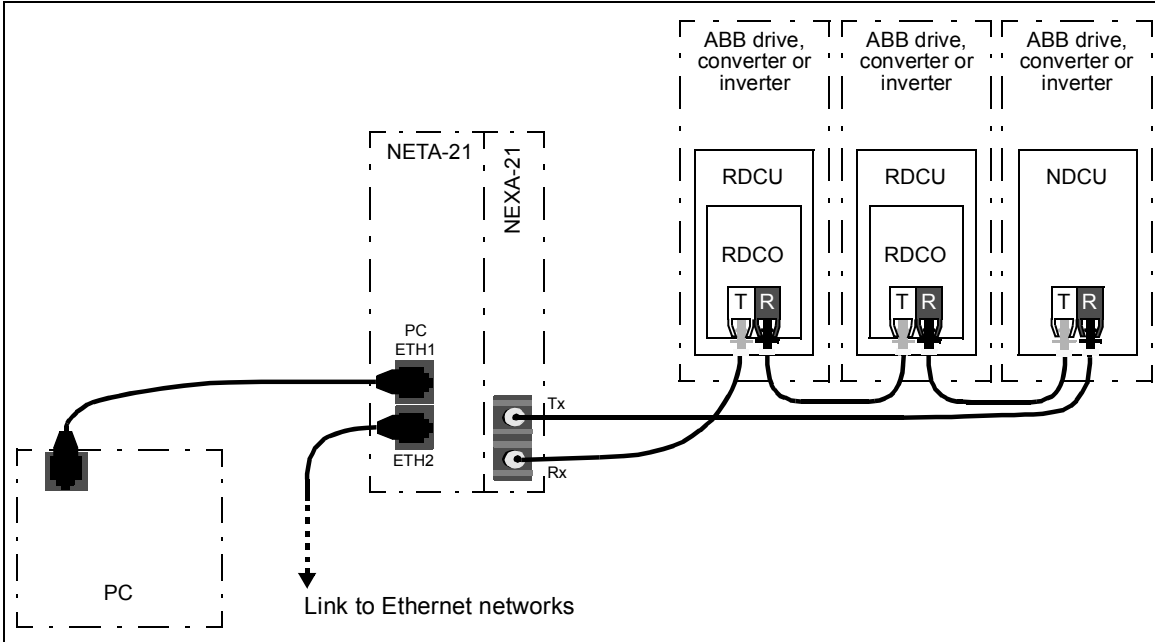 ABB drive,
converter or
inverter
ABB drive,
converter or
inverter
ABB drive,
converter or
inverter
NETA-21
NEXA-21
RDCU
RDCU
NDCU
RDCO
RDCO
T R
T R
T R
PC
ETH1
Tx
ETH2
Rx
PC
Link to Ethernet networks